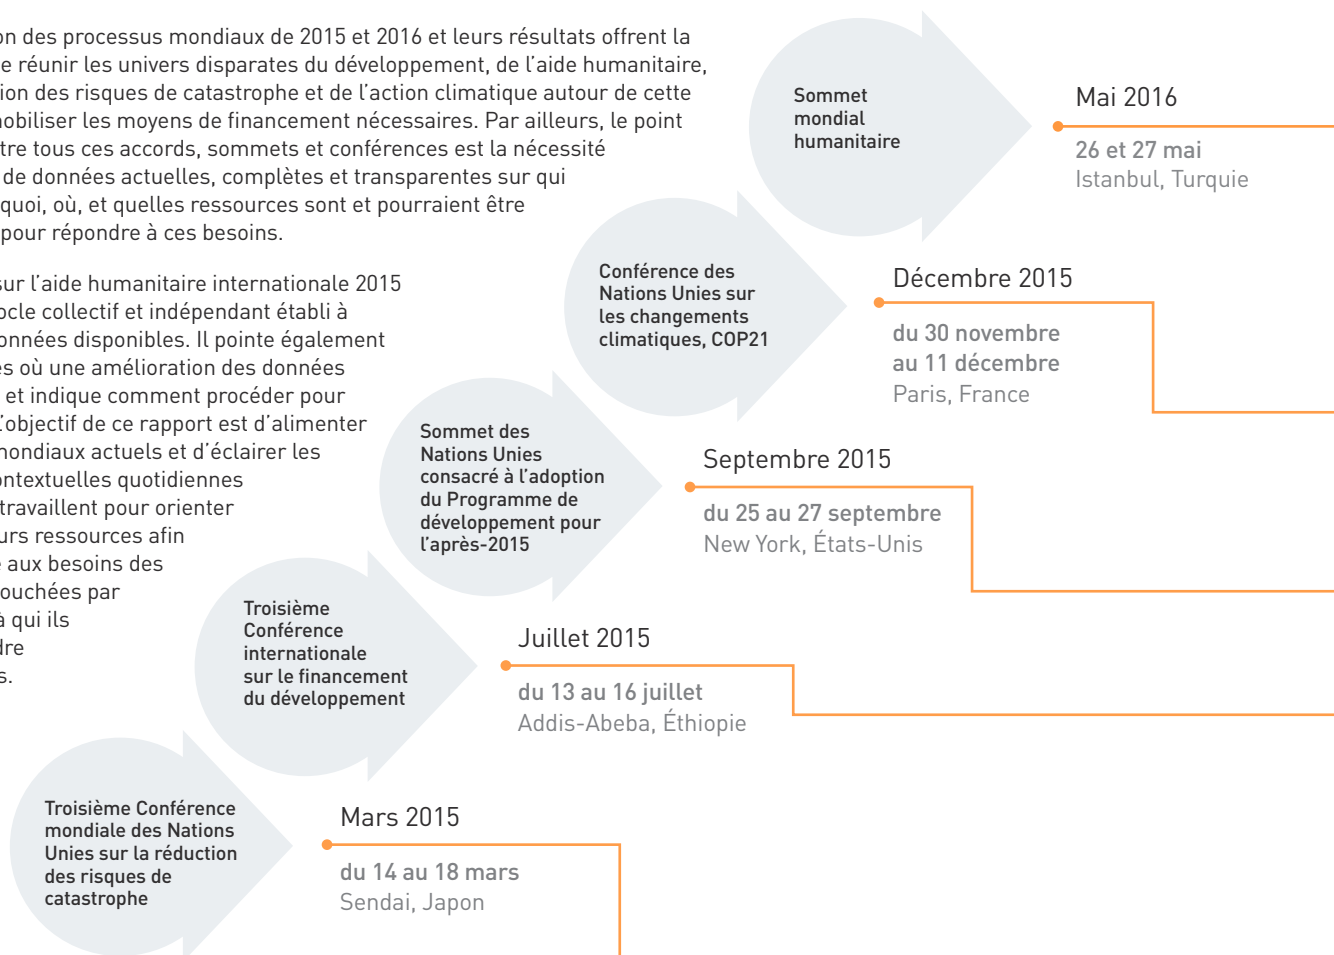 on des processus mondiaux de 2015 et 2016 et leurs résultats offrent la
e réunir les univers disparates du développement, de l'aide humanitaire,
ion des risques de catastrophe et de l'action climatique autour de cette
nobiliser les moyens de financement nécessaires. Par ailleurs, le point
tre tous ces accords, sommets et conférences est la nécessité
de données actuelles, complètes et transparentes sur qui
quoi, où, et quelles ressources sont et pourraient être
pour répondre à ces besoins.
sur l'aide humanitaire internationale 2015
ocle collectif et indépendant établi à
onnées disponibles. Il pointe également
es où une amélioration des données
et indique comment procéder pour
L'objectif de ce rapport est d'alimenter
mondiaux actuels et d'éclairer les
ontextuelles quotidiennes
travaillent pour orienter
urs ressources afin
e aux besoins des
ouchées par
à qui ils
dre
s.
Sommet
mondial
humanitaire
Mai 2016
26 et 27 mai
Istanbul, Turquie
Conférence des
Nations Unies sur
les changements
climatiques, COP21
Décembre 2015
du 30 novembre
au 11 décembre
Paris, France
Sommet des
Nations Unies
consacré à l'adoption
du Programme de
développement pour
l'après-2015
Septembre 2015
du 25 au 27 septembre
New York, États-Unis
Troisième
Conférence
internationale
sur le financement
du développement
Juillet 2015
du 13 au 16 juillet
Addis-Abeba, Éthiopie
Troisième Conférence
mondiale des Nations
Unies sur la réduction
des risques de
catastrophe
Mars 2015
du 14 au 18 mars
Sendai, Japon